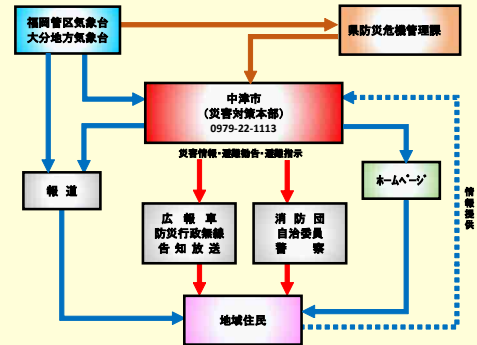 福岡管区気象台
大分地方気象台
県防災危機管理課
中津市
（災害対策本部）
0979-22-1113
災害情報・避難勧告・避難指示
報 道
ホームページ
広 報 車
防災行政無線
告 知 放 送
消 防 団
自治委員
警 察
情報提供
地域住民